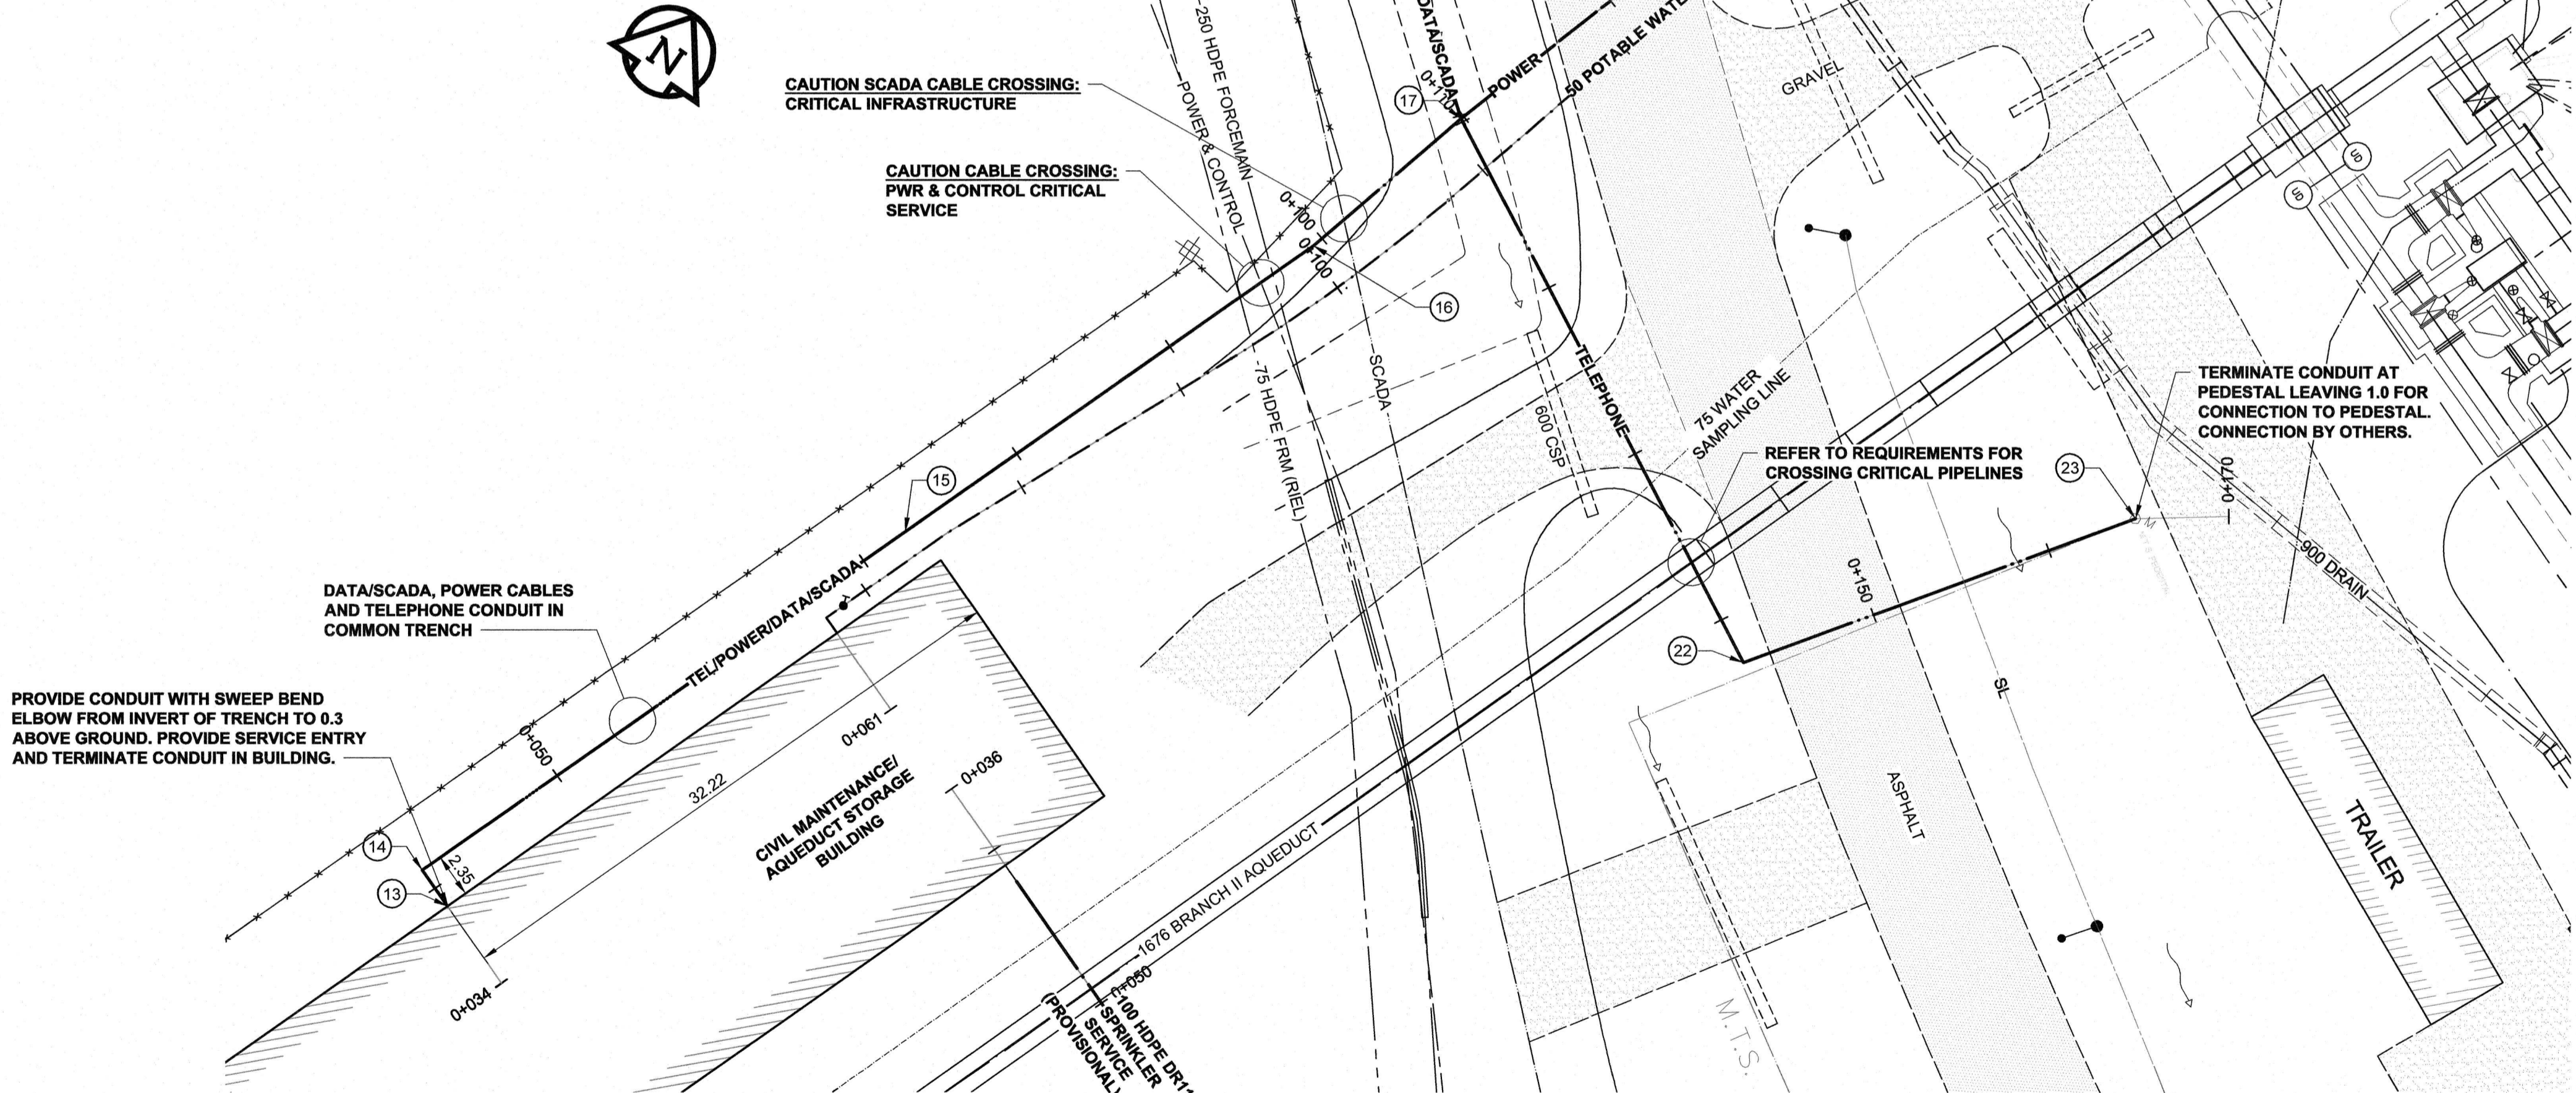 N
CAUTION SCADA CABLE CROSSING:
CRITICAL INFRASTRUCTURE
CAUTION CABLE CROSSING:
PWR & CONTROL CRITICAL
SERVICE
250 HDPE FORCEMAIN
POWER & CONTROL
DATA/SCADA
0+110
17
POWER
50 POTABLE WATE
GRAVEL
SD
SD
0+100
0+100
16
SCADA
75 HDPE FRM (RIEL)
TELEPHONE
600 CSP
75 WATER
SAMPLING LINE
REFER TO REQUIREMENTS FOR
CROSSING CRITICAL PIPELINES
TERMINATE CONDUIT AT
PEDESTAL LEAVING 1.0 FOR
CONNECTION TO PEDESTAL.
CONNECTION BY OTHERS.
23
0+170
M
900 DRAIN
0+150
22
SL
ASPHALT
TRAILER
M.T.S.
15
DATA/SCADA, POWER CABLES
AND TELEPHONE CONDUIT IN
COMMON TRENCH
TEL/POWER/DATA/SCADA
PROVIDE CONDUIT WITH SWEEP BEND
ELBOW FROM INVERT OF TRENCH TO 0.3
ABOVE GROUND. PROVIDE SERVICE ENTRY
AND TERMINATE CONDUIT IN BUILDING.
0+050
14
13
2.35
32.22
0+061
0+036
0+034
CIVIL MAINTENANCE/
AQUEDUCT STORAGE
BUILDING
1676 BRANCH II AQUEDUCT
0+050
100 HDPE DR11
SPRINKLER
SERVICE
(PROVISIONAL)